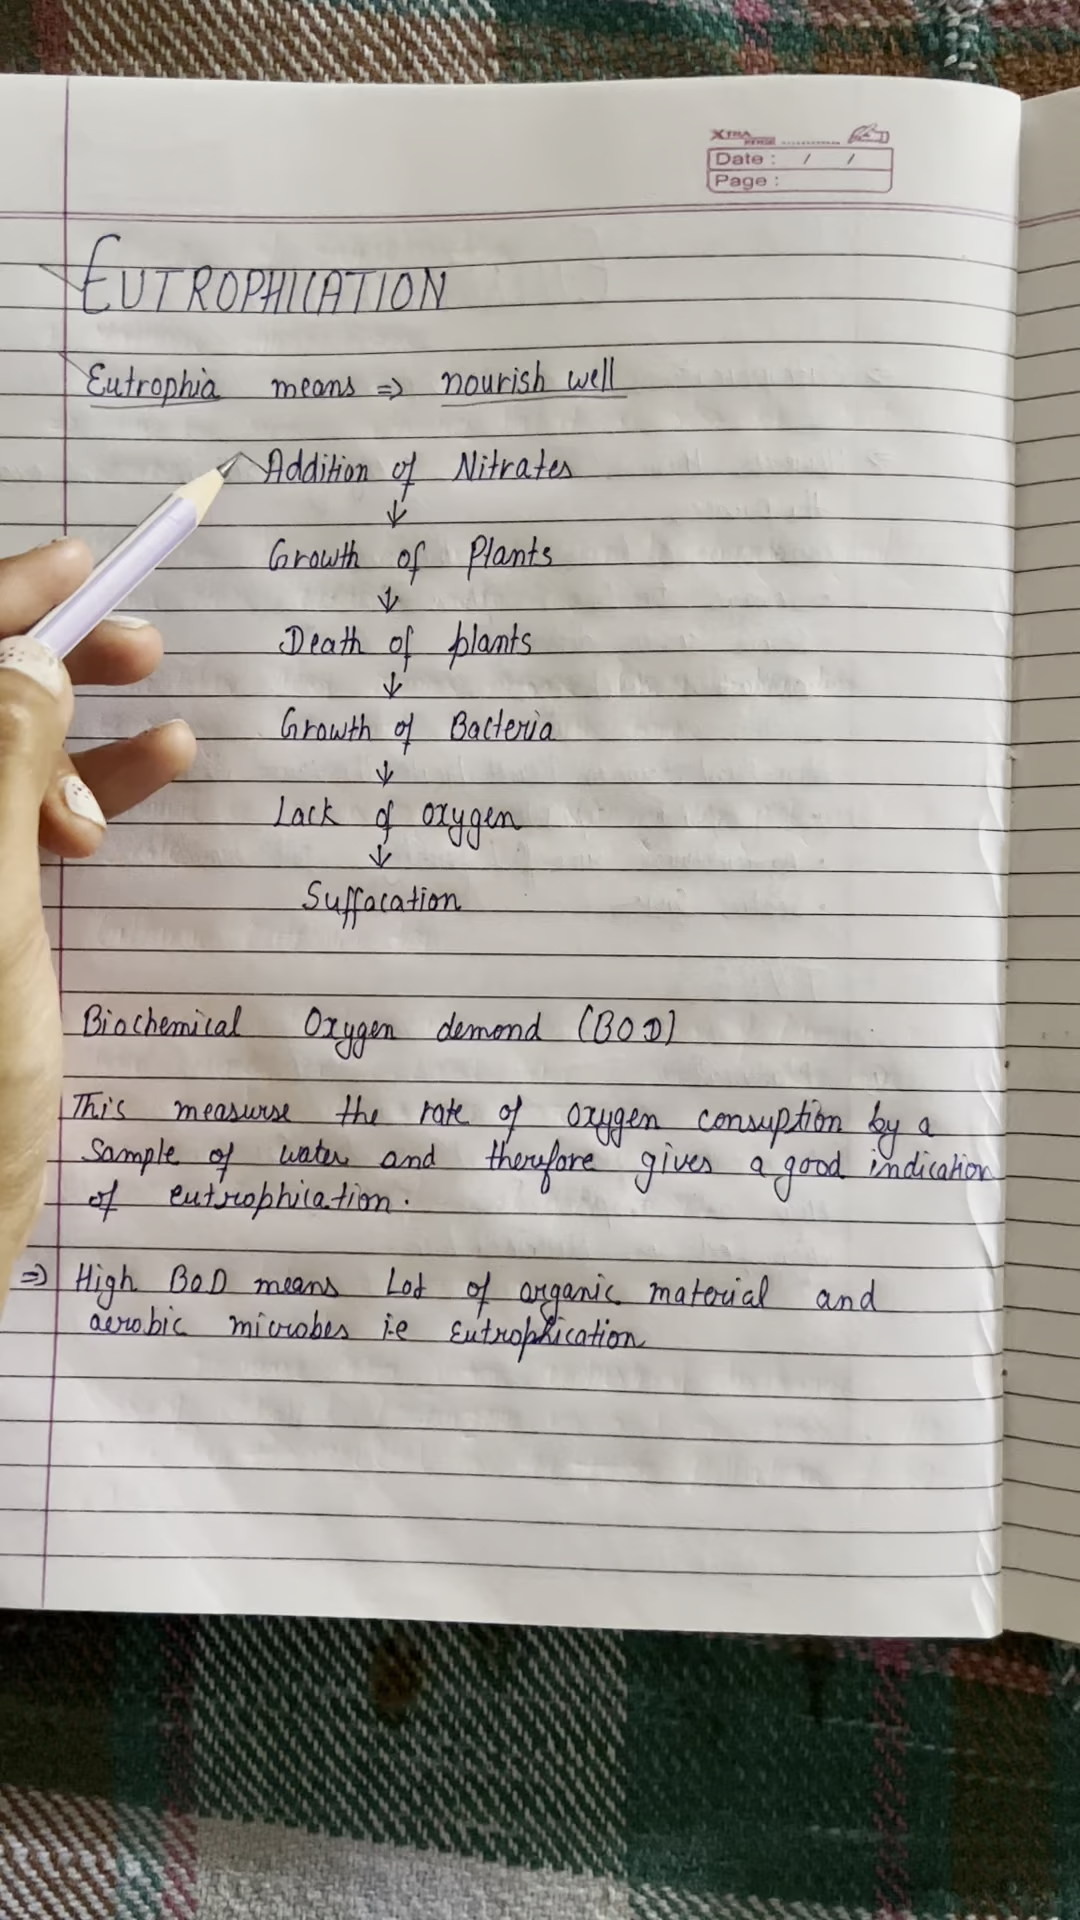 XTRA
Date : / /
Page :
EUTROPHICATION
Eutrophia means ⇒ nourish well
Addition of Nitrates
↓
Growth of Plants
↓
Death of plants
↓
Growth of Bacteria
↓
Lack of oxygen
↓
Suffacation
Biochemical Oxygen demond (BOD)
This measurse the rate of oxygen consuption by a
sample of water and therefore gives a good indication
of eutrophication.
⇒ High BOD means Lot of organic material and
aerobic microbes i.e Eutrophication